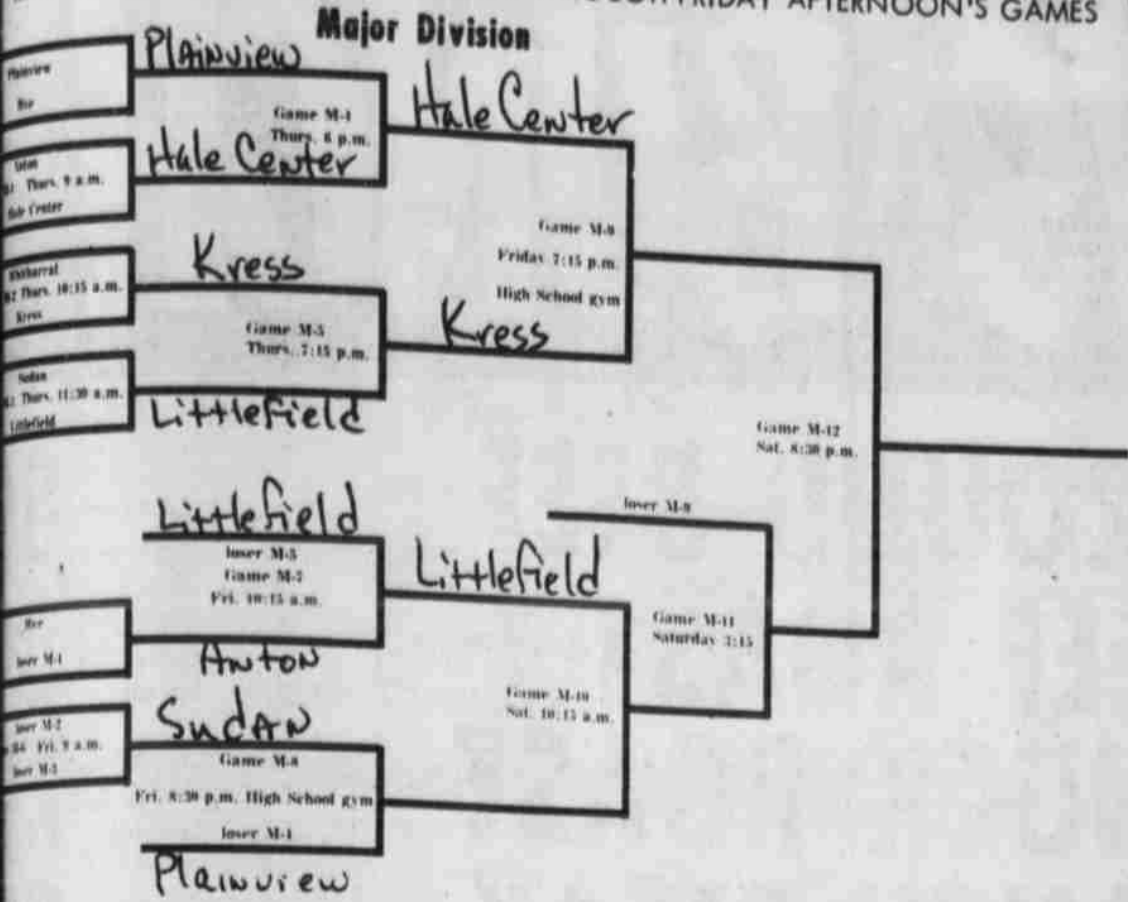 FRIDAY AFTERNOON'S GAMES
Major Division
Plainview
Bye
Plainview
Game M-4
Thurs. 6 p.m.
Hale Center
Thurs. 9 a.m.
Hale Center
Hale Center
Kress
Thurs. 10:15 a.m.
Kress
Game M-5
Thurs. 7:15 p.m.
Sudan
Thurs. 11:30 a.m.
Littlefield
Littlefield
Game M-9
Friday 7:15 p.m.
High School gym
Kress
Game M-12
Sat. 8:30 p.m.
Littlefield
loser M-5
Game M-7
Fri. 10:15 a.m.
Bye
loser M-1
Anton
Littlefield
loser M-9
Game M-11
Saturday 3:15
Sudan
loser M-2
Fri. 9 a.m.
loser M-3
Game M-8
Fri. 8:30 p.m. High School gym
loser M-4
Plainview
Game M-10
Sat. 10:15 a.m.